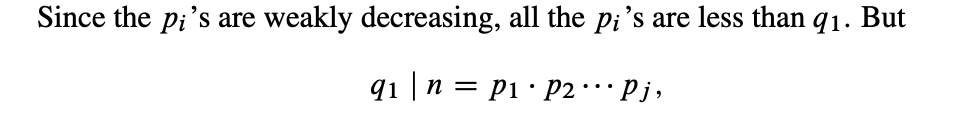 Since the pᵢ's are weakly decreasing, all the pᵢ's are less than q₁. But
q₁ | n = p₁ · p₂ ··· pⱼ,